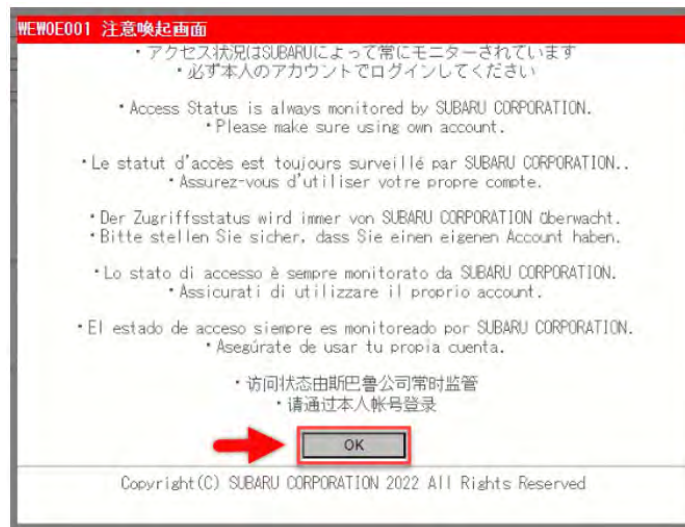 WEW0E001 注意喚起画面
・アクセス状況はSUBARUによって常にモニターされています
・必ず本人のアカウントでログインしてください
・Access Status is always monitored by SUBARU CORPORATION.
・Please make sure using own account.
・Le statut d'accès est toujours surveillé par SUBARU CORPORATION..
・Assurez-vous d'utiliser votre propre compte.
・Der Zugriffsstatus wird immer von SUBARU CORPORATION überwacht.
・Bitte stellen Sie sicher, dass Sie einen eigenen Account haben.
・Lo stato di accesso è sempre monitorato da SUBARU CORPORATION.
・Assicurati di utilizzare il proprio account.
・El estado de acceso siempre es monitoreado por SUBARU CORPORATION.
・Asegúrate de usar tu propia cuenta.
・访问状态由斯巴鲁公司常时监管
・请通过本人帐号登录
OK
Copyright(C) SUBARU CORPORATION 2022 All Rights Reserved